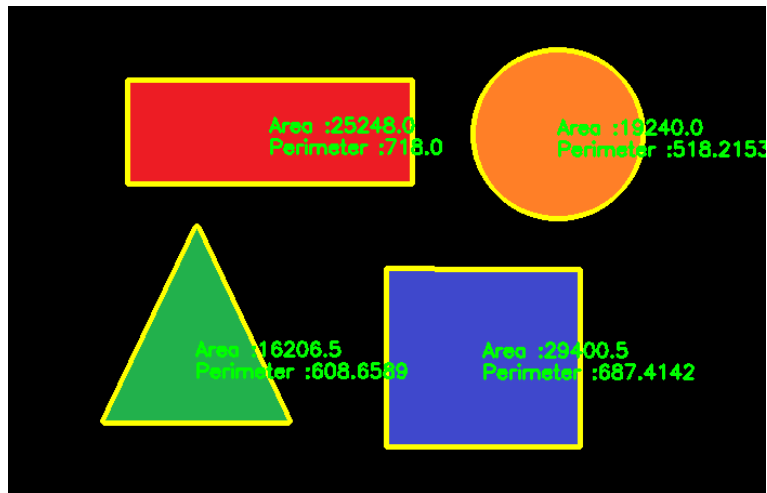 Area :25248.0
Perimeter :718.0
Area :19240.0
Perimeter :518.2153
Area :16206.5
Perimeter :608.6589
Area :29400.5
Perimeter :687.4142